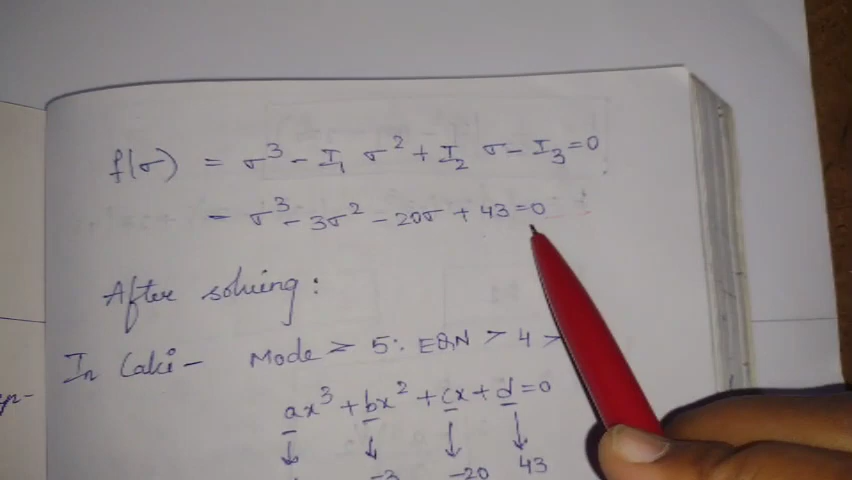 f(σ) = σ³ - I₁ σ² + I₂ σ - I₃ = 0
= σ³ - 3σ² - 20σ + 43 = 0
After solving :
In Calci - Mode > 5: EQN > 4 >
ax³ + bx² + cx + d = 0
↓ ↓ ↓ ↓
-3 -20 43